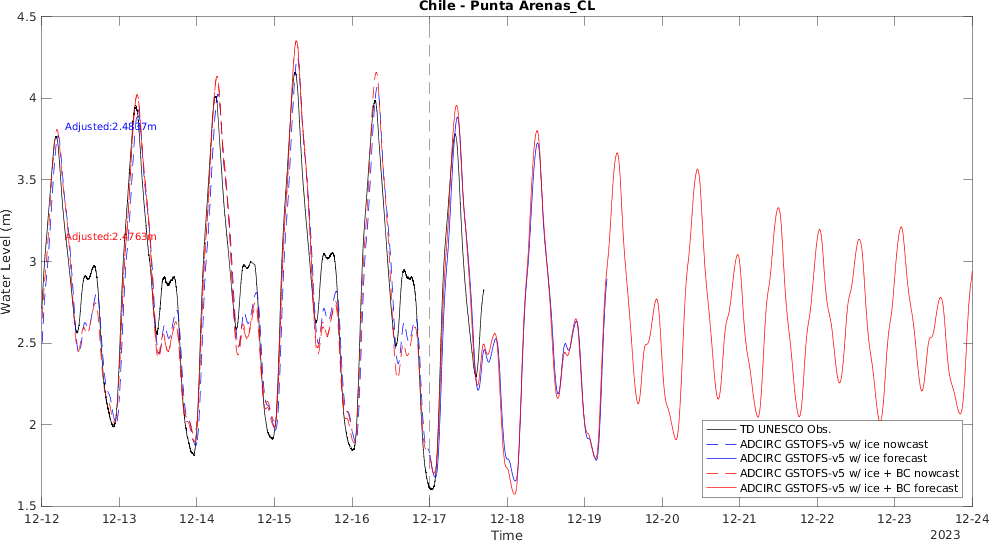 Chile - Punta Arenas_CL
Water Level (m)
4.5
4
3.5
3
2.5
2
1.5
Adjusted:2.4867m
Adjusted:2.4763m
TD UNESCO Obs.
ADCIRC GSTOFS-v5 w/ ice nowcast
ADCIRC GSTOFS-v5 w/ ice forecast
ADCIRC GSTOFS-v5 w/ ice + BC nowcast
ADCIRC GSTOFS-v5 w/ ice + BC forecast
12-12 12-13 12-14 12-15 12-16 12-17 12-18 12-19 12-20 12-21 12-22 12-23 12-24
Time
2023